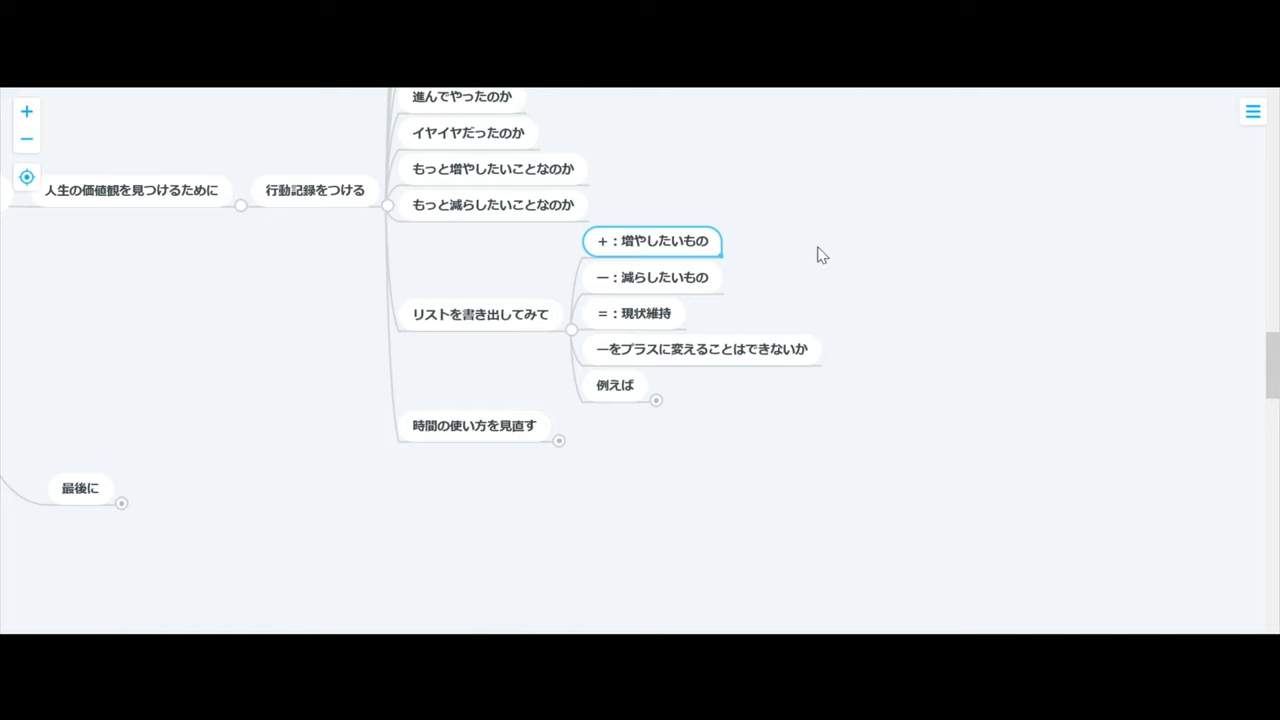 進んでやったのか
イヤイヤだったのか
もっと増やしたいことなのか
人生の価値観を見つけるために
行動記録をつける
もっと減らしたいことなのか
＋：増やしたいもの
ー：減らしたいもの
リストを書き出してみて
＝：現状維持
ーをプラスに変えることはできないか
例えば
時間の使い方を見直す
最後に